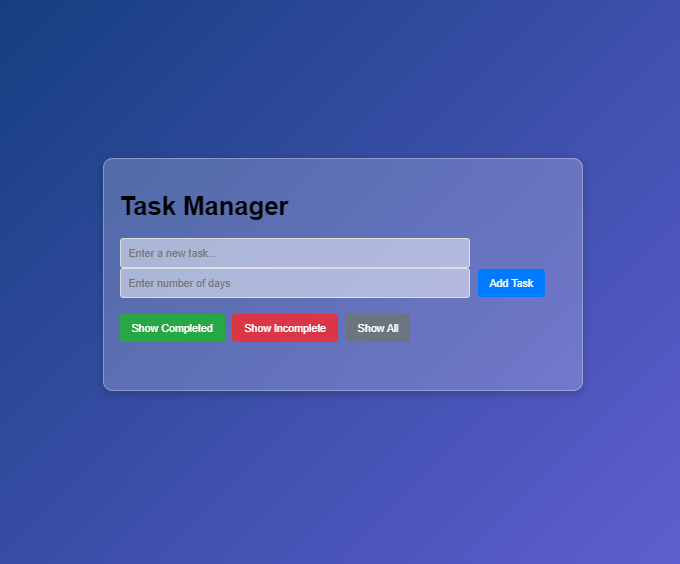 Task Manager
Enter a new task...
Enter number of days
Add Task
Show Completed
Show Incomplete
Show All